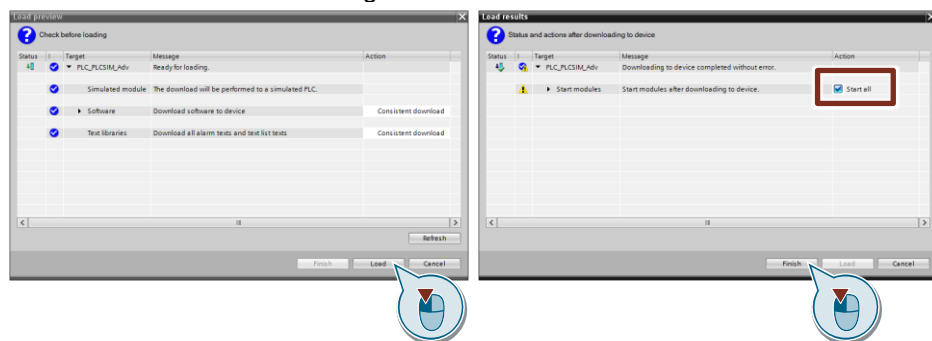 Load preview
Check before loading
Status ! Target Message Action
PLC_PLCSIM_Adv Ready for loading.
Simulated module The download will be performed to a simulated PLC.
Software Download software to device Consistent download
Text libraries Download all alarm texts and text list texts Consistent download
Refresh
Finish Load Cancel
Load results
Status and actions after downloading to device
Status ! Target Message Action
PLC_PLCSIM_Adv Downloading to device completed without error.
Start modules Start modules after downloading to device. Start all
Finish Load Cancel